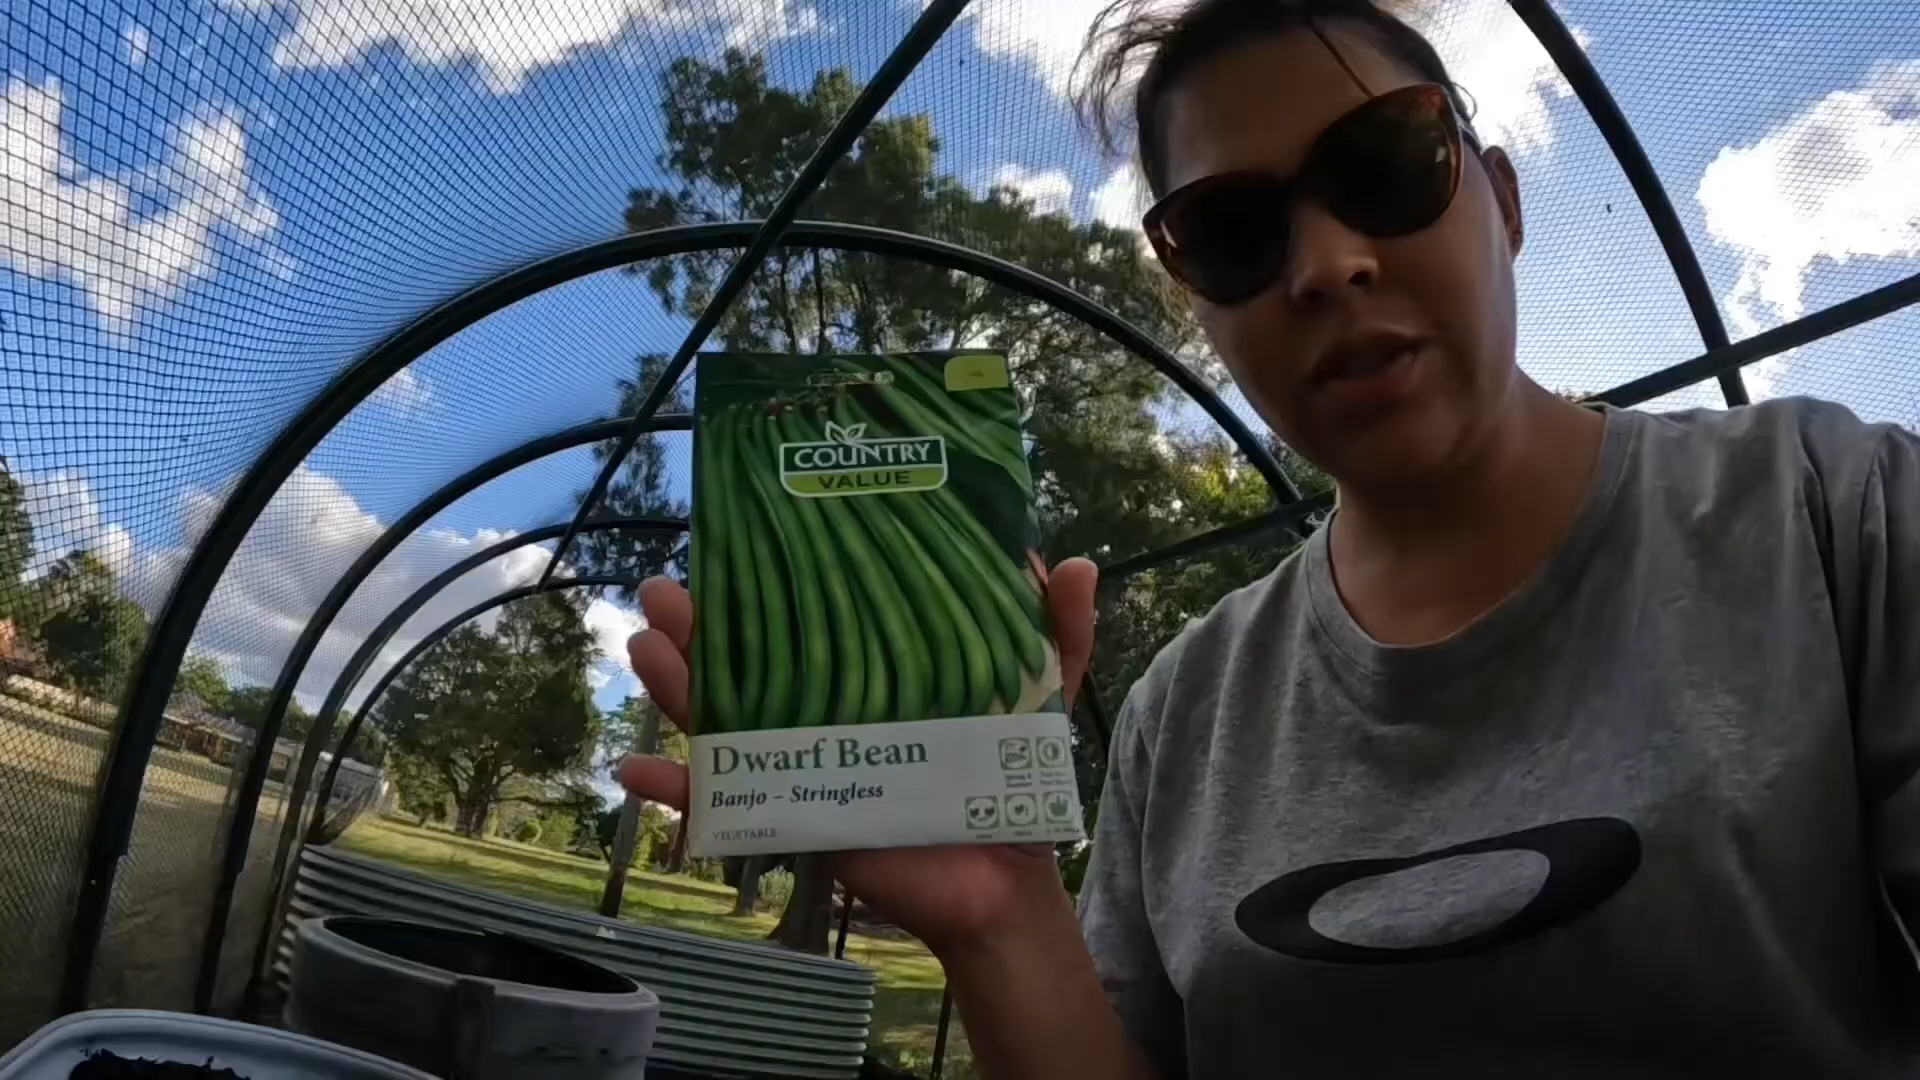 COUNTRY
VALUE
Dwarf Bean
Banjo – Stringless
VEGETABLE